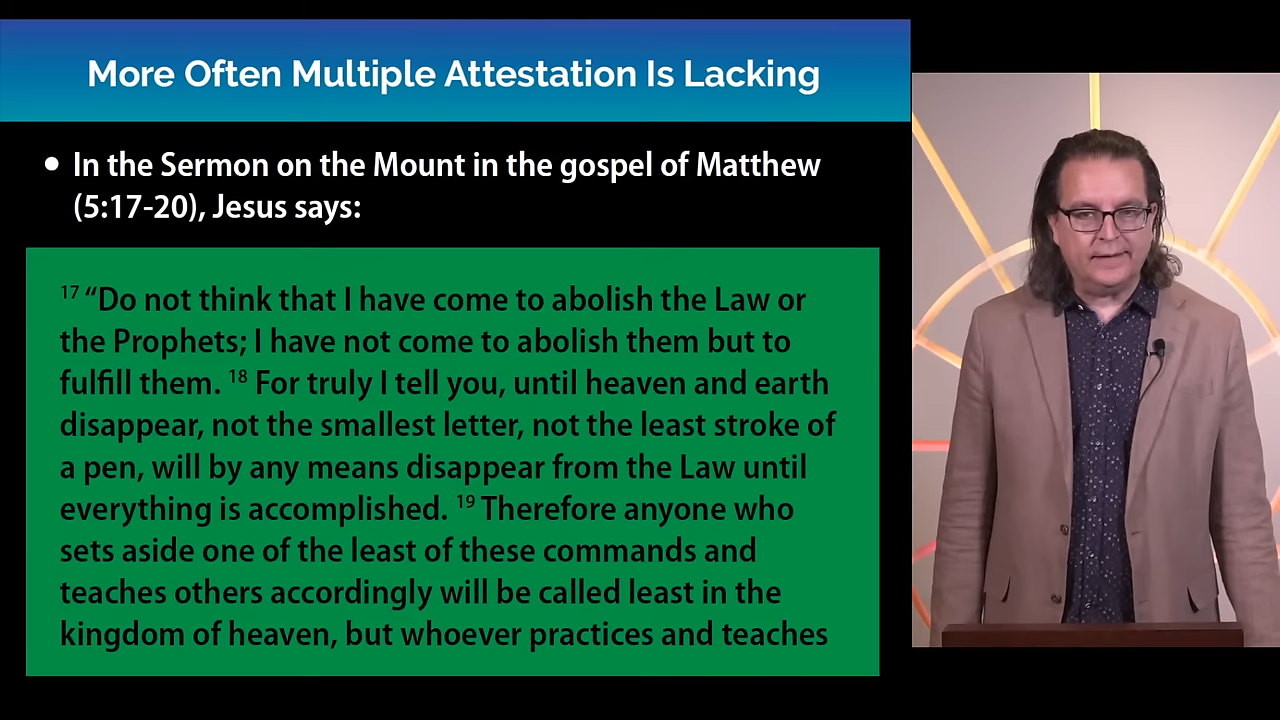 More Often Multiple Attestation Is Lacking
• In the Sermon on the Mount in the gospel of Matthew
(5:17-20), Jesus says:
17 “Do not think that I have come to abolish the Law or
the Prophets; I have not come to abolish them but to
fulfill them. 18 For truly I tell you, until heaven and earth
disappear, not the smallest letter, not the least stroke of
a pen, will by any means disappear from the Law until
everything is accomplished. 19 Therefore anyone who
sets aside one of the least of these commands and
teaches others accordingly will be called least in the
kingdom of heaven, but whoever practices and teaches